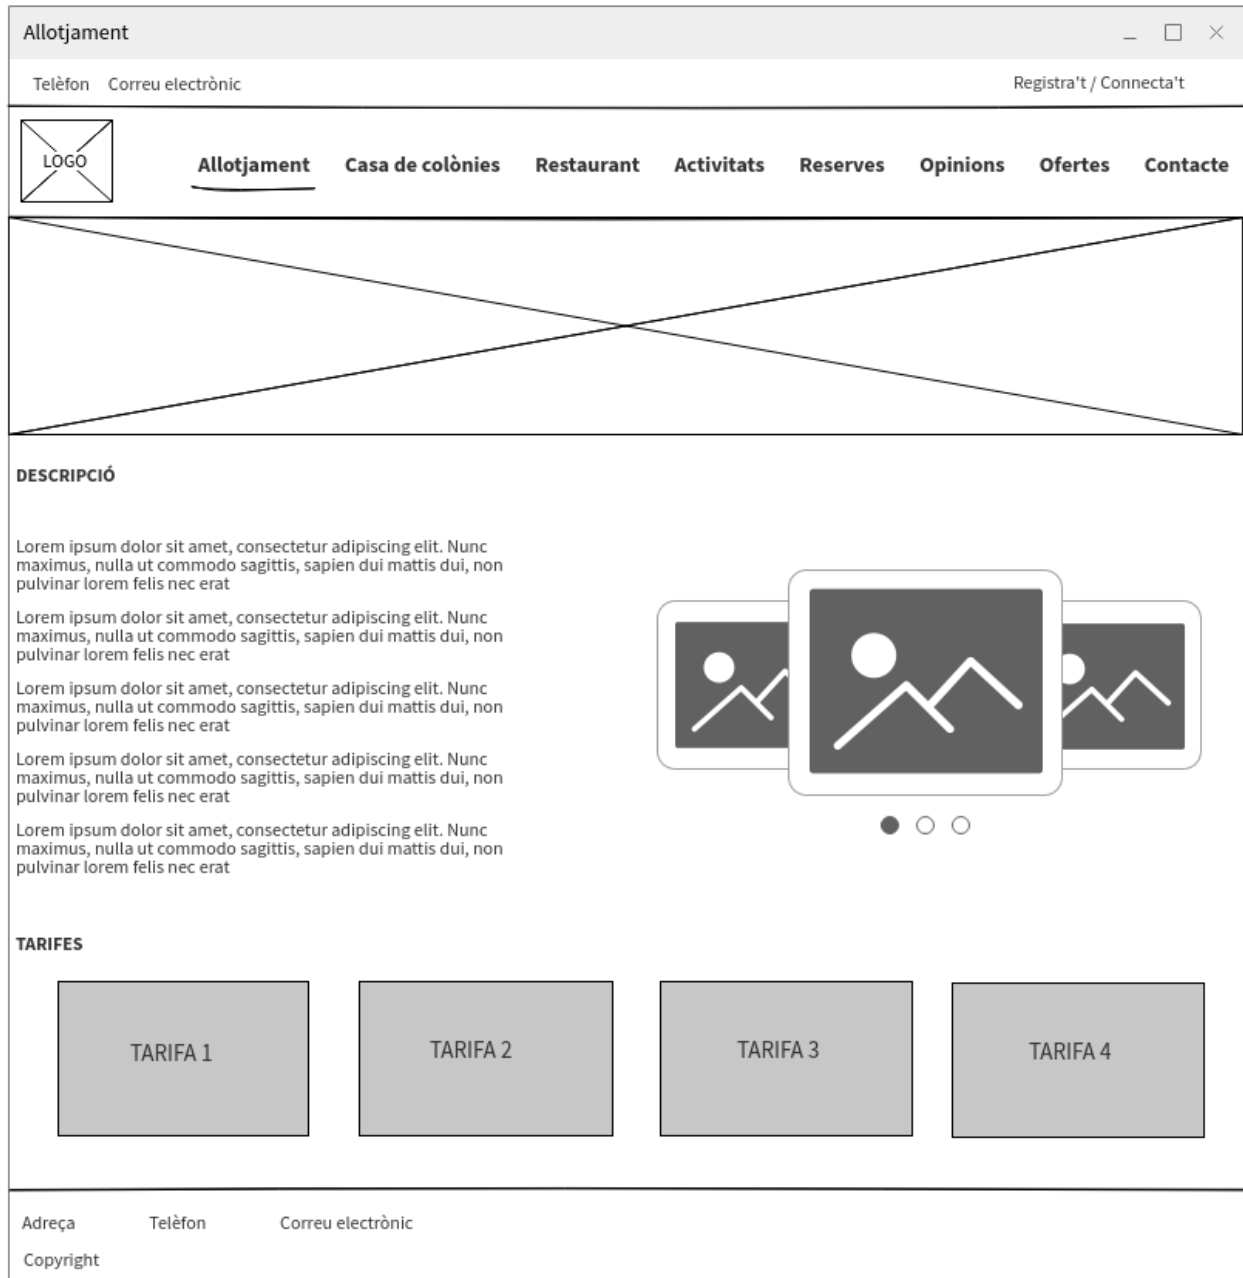 Allotjament
Telèfon Correu electrònic Registra't / Connecta't
LOGO
Allotjament Casa de colònies Restaurant Activitats Reserves Opinions Ofertes Contacte
DESCRIPCIÓ
Lorem ipsum dolor sit amet, consectetur adipiscing elit. Nunc
maximus, nulla ut commodo sagittis, sapien dui mattis dui, non
pulvinar lorem felis nec erat
Lorem ipsum dolor sit amet, consectetur adipiscing elit. Nunc
maximus, nulla ut commodo sagittis, sapien dui mattis dui, non
pulvinar lorem felis nec erat
Lorem ipsum dolor sit amet, consectetur adipiscing elit. Nunc
maximus, nulla ut commodo sagittis, sapien dui mattis dui, non
pulvinar lorem felis nec erat
Lorem ipsum dolor sit amet, consectetur adipiscing elit. Nunc
maximus, nulla ut commodo sagittis, sapien dui mattis dui, non
pulvinar lorem felis nec erat
Lorem ipsum dolor sit amet, consectetur adipiscing elit. Nunc
maximus, nulla ut commodo sagittis, sapien dui mattis dui, non
pulvinar lorem felis nec erat
TARIFES
TARIFA 1 TARIFA 2 TARIFA 3 TARIFA 4
Adreça Telèfon Correu electrònic
Copyright